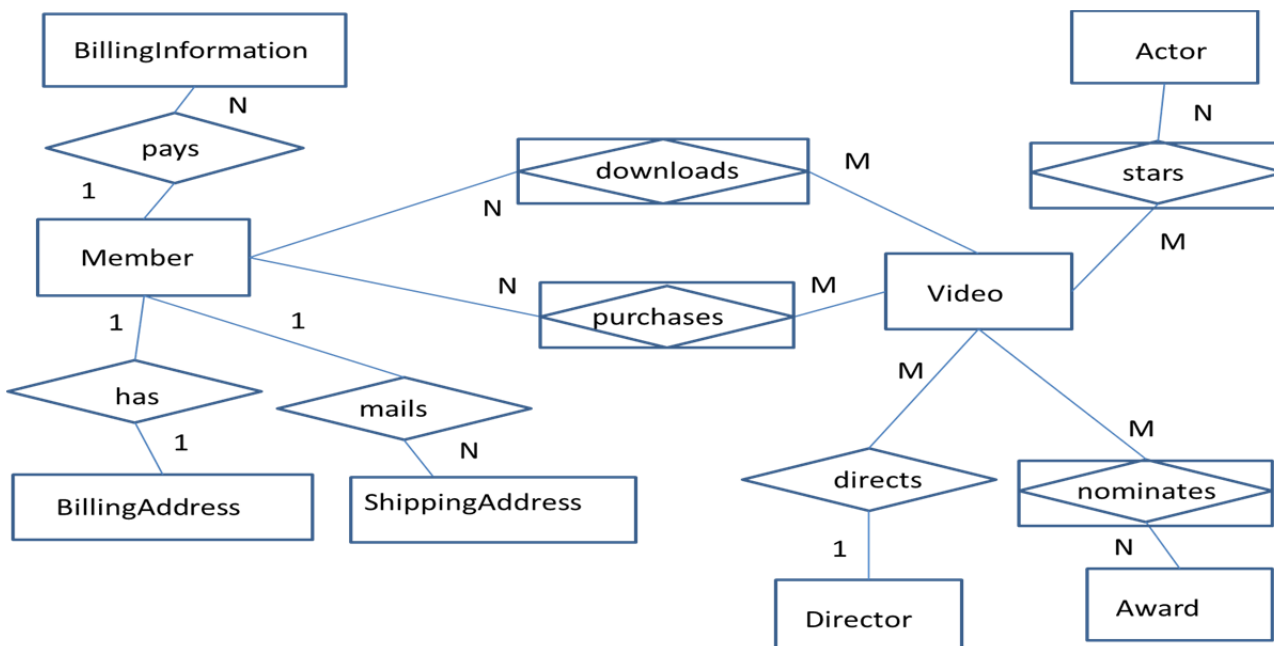 BillingInformation
Actor
N
N
pays
downloads
M
stars
1
N
M
Member
N
M
Video
purchases
1
1
M
has
mails
M
1
N
directs
nominates
BillingAddress
ShippingAddress
1
N
Director
Award